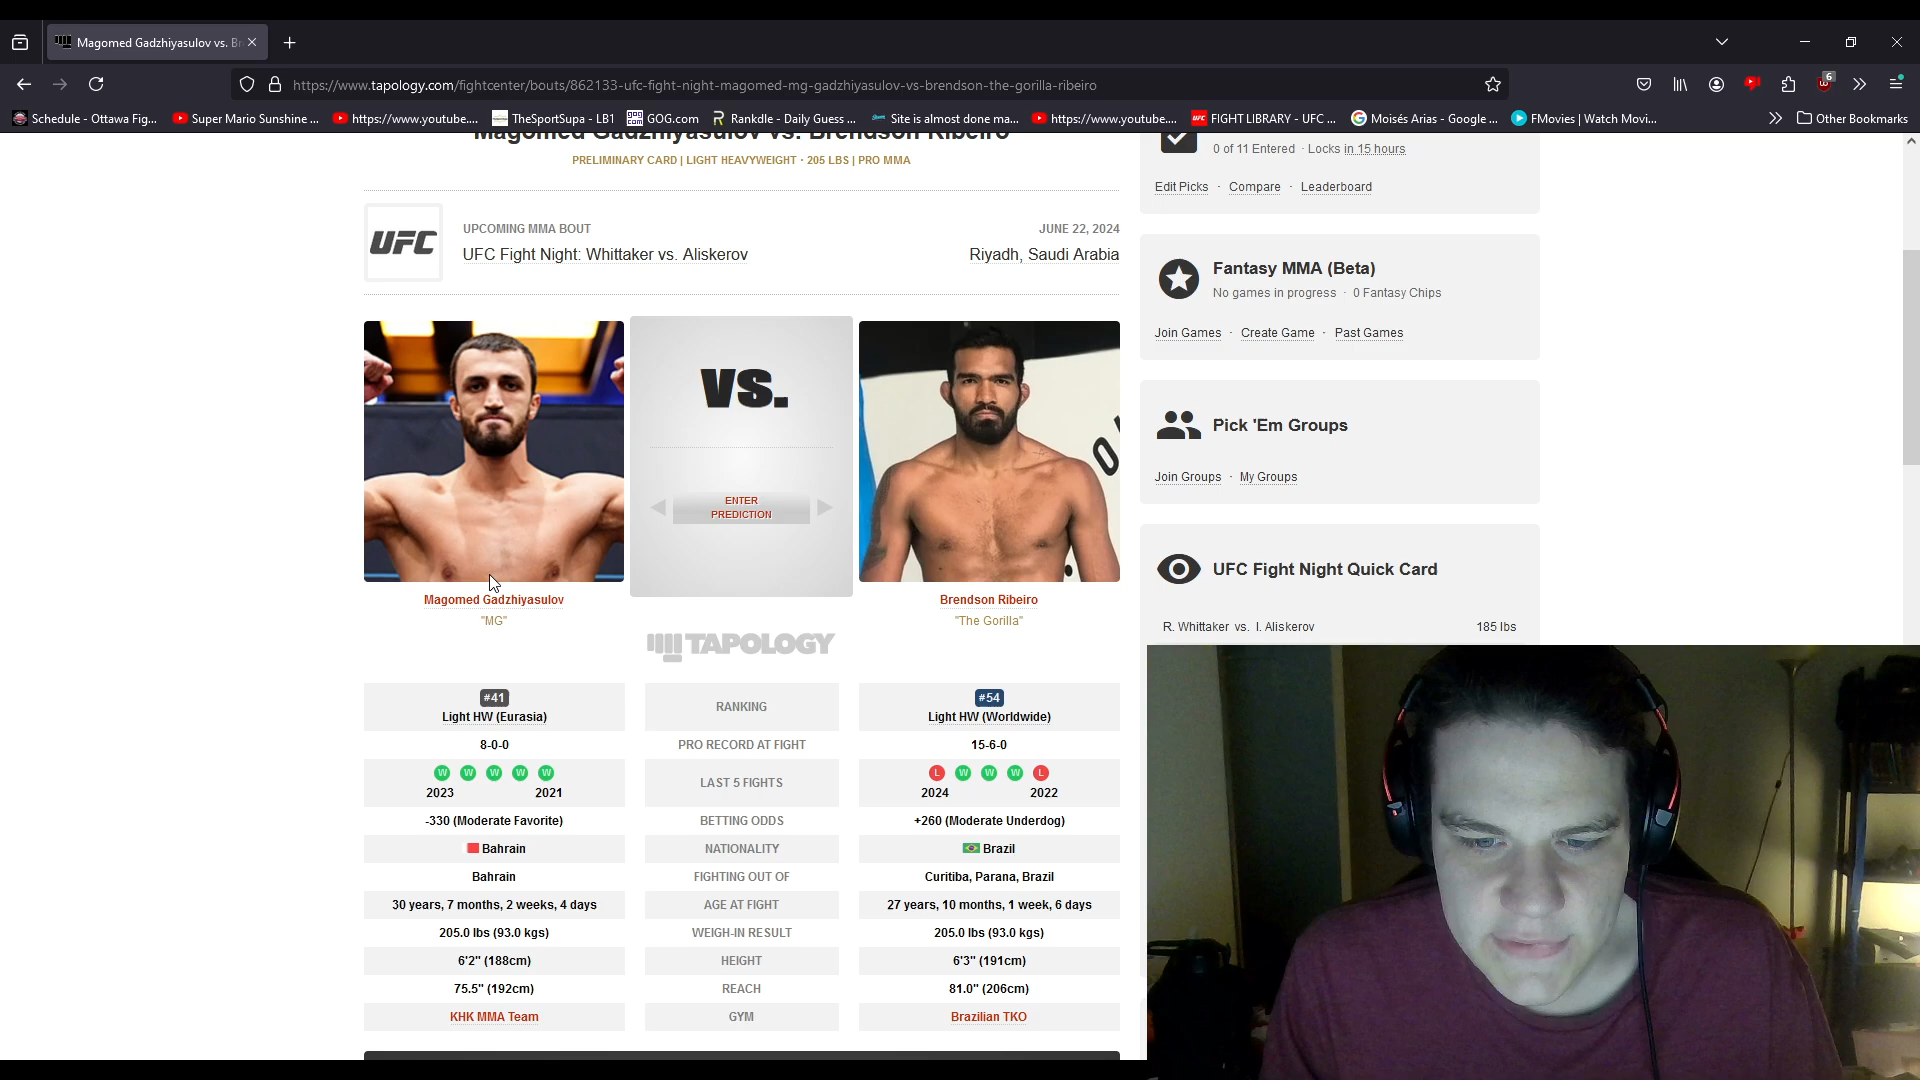 Magomed Gadzhiyasulov vs. Br
https://www.tapology.com/fightcenter/bouts/862133-ufc-fight-night-magomed-mg-gadzhiyasulov-vs-brendson-the-gorilla-ribeiro
6
Schedule - Ottawa Fig... Super Mario Sunshine ... https://www.youtube.... TheSportSupa - LB1 GOG.com Rankdle - Daily Guess ... Site is almost done ma... https://www.youtube.... FIGHT LIBRARY - UFC ... Moisés Arias - Google ... FMovies | Watch Movi... Other Bookmarks
Magomed Gadzhiyasulov vs. Brendson Ribeiro
PRELIMINARY CARD | LIGHT HEAVYWEIGHT · 205 LBS | PRO MMA
UFC
UPCOMING MMA BOUT JUNE 22, 2024
UFC Fight Night: Whittaker vs. Aliskerov Riyadh, Saudi Arabia
VS.
ENTER
PREDICTION
Magomed Gadzhiyasulov Brendson Ribeiro
"MG" "The Gorilla"
TAPOLOGY
#41 #54
Light HW (Eurasia) RANKING Light HW (Worldwide)
8-0-0 PRO RECORD AT FIGHT 15-6-0
W W W W W LAST 5 FIGHTS L W W W L
2023 2021 2024 2022
-330 (Moderate Favorite) BETTING ODDS +260 (Moderate Underdog)
Bahrain NATIONALITY Brazil
Bahrain FIGHTING OUT OF Curitiba, Parana, Brazil
30 years, 7 months, 2 weeks, 4 days AGE AT FIGHT 27 years, 10 months, 1 week, 6 days
205.0 lbs (93.0 kgs) WEIGH-IN RESULT 205.0 lbs (93.0 kgs)
6'2" (188cm) HEIGHT 6'3" (191cm)
75.5" (192cm) REACH 81.0" (206cm)
KHK MMA Team GYM Brazilian TKO
0 of 11 Entered · Locks in 15 hours
Edit Picks · Compare · Leaderboard
Fantasy MMA (Beta)
No games in progress · 0 Fantasy Chips
Join Games · Create Game · Past Games
Pick 'Em Groups
Join Groups · My Groups
UFC Fight Night Quick Card
R. Whittaker vs. I. Aliskerov 185 lbs